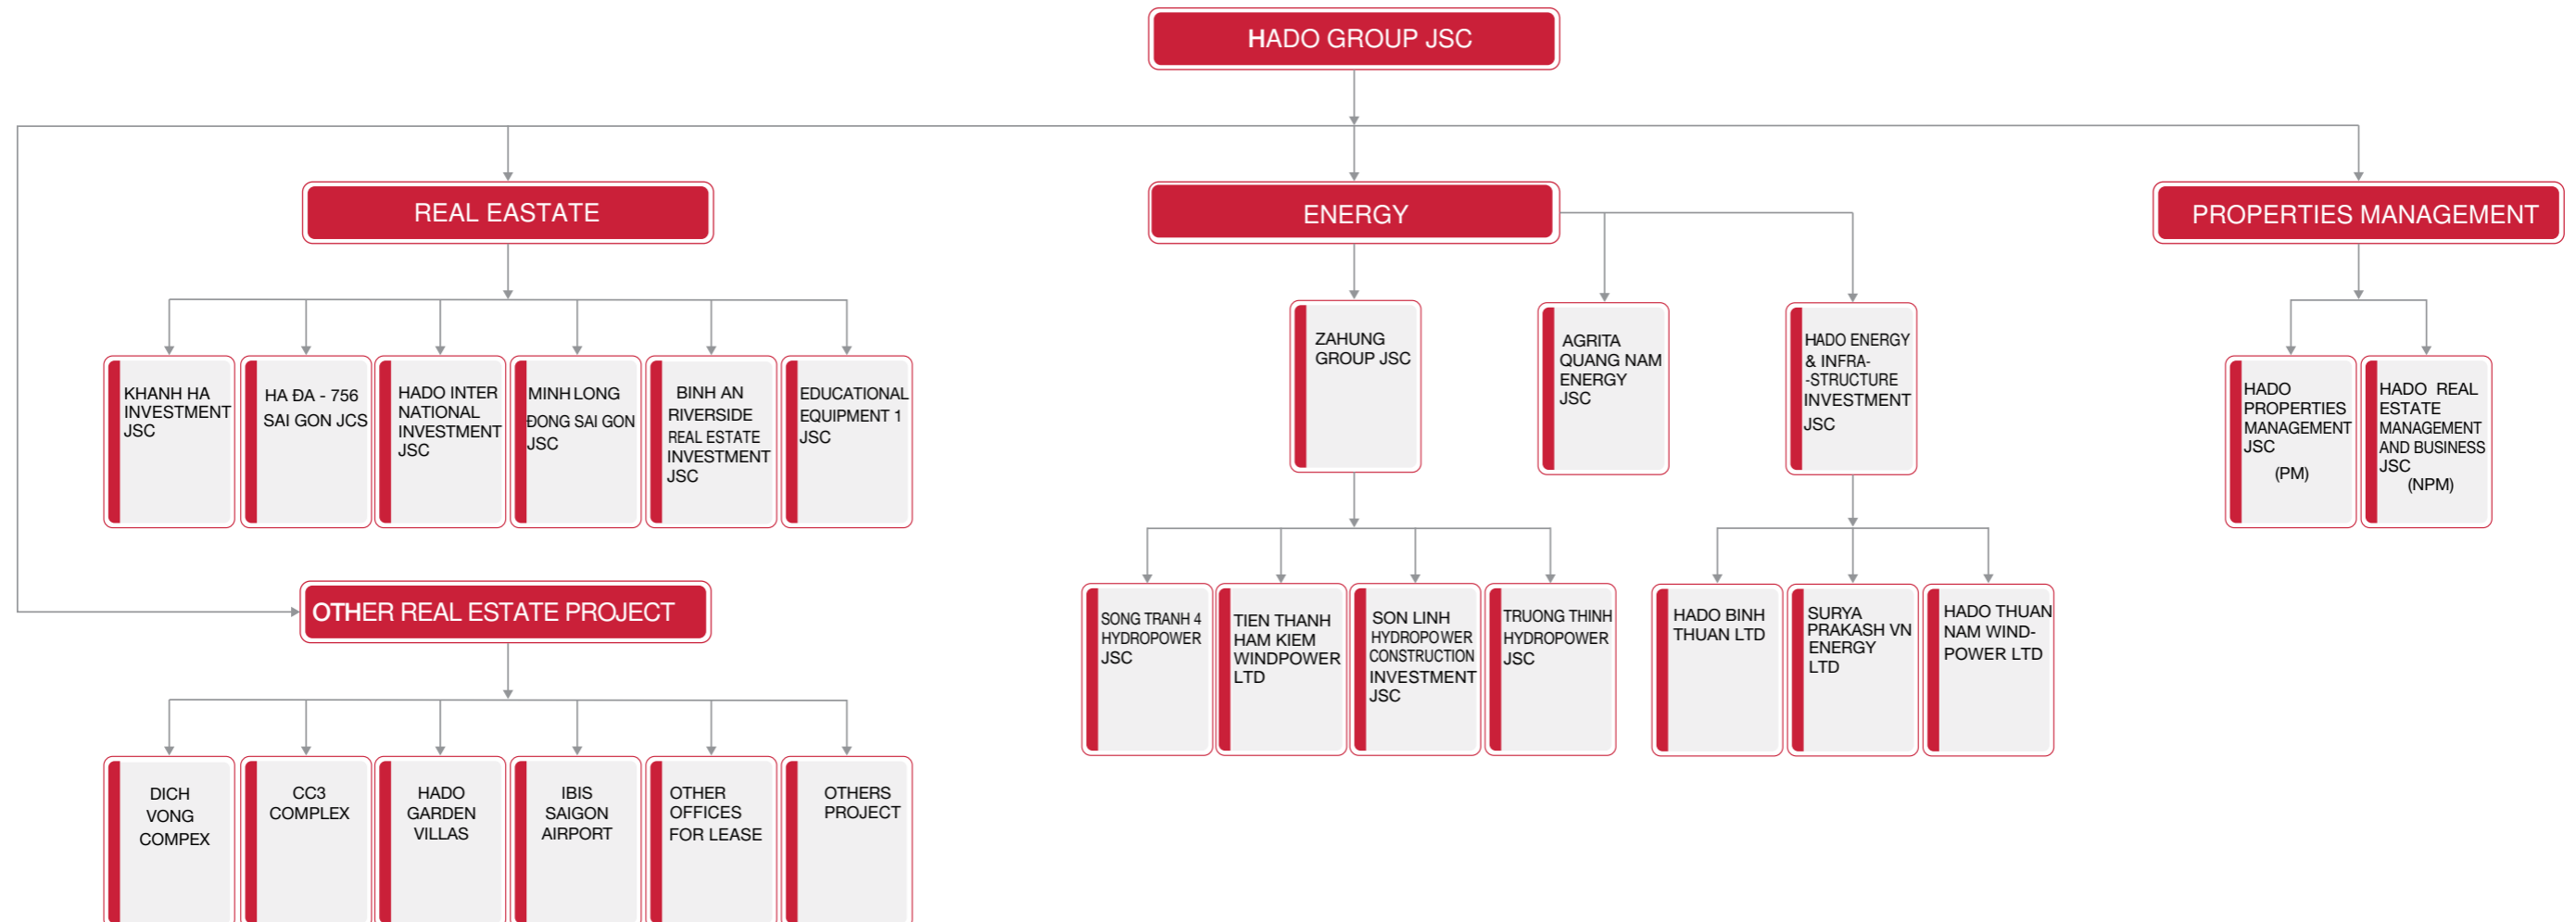 HADO GROUP JSC
REAL EASTATE
ENERGY
PROPERTIES MANAGEMENT
KHANH HA
INVESTMENT
JSC
HA ĐA - 756
SAI GON JCS
HADO INTER
NATIONAL
INVESTMENT
JSC
MINH LONG
ĐONG SAI GON
JSC
BINH AN
RIVERSIDE
REAL ESTATE
INVESTMENT
JSC
EDUCATIONAL
EQUIPMENT 1
JSC
ZAHUNG
GROUP JSC
AGRITA
QUANG NAM
ENERGY
JSC
HADO ENERGY
& INFRA-
-STRUCTURE
INVESTMENT
JSC
HADO
PROPERTIES
MANAGEMENT
JSC
(PM)
HADO REAL
ESTATE
MANAGEMENT
AND BUSINESS
JSC
(NPM)
OTHER REAL ESTATE PROJECT
SONG TRANH 4
HYDROPOWER
JSC
TIEN THANH
HAM KIEM
WINDPOWER
LTD
SON LINH
HYDROPOWER
CONSTRUCTION
INVESTMENT
JSC
TRUONG THINH
HYDROPOWER
JSC
HADO BINH
THUAN LTD
SURYA
PRAKASH VN
ENERGY
LTD
HADO THUAN
NAM WIND-
POWER LTD
DICH
VONG
COMPEX
CC3
COMPLEX
HADO
GARDEN
VILLAS
IBIS
SAIGON
AIRPORT
OTHER
OFFICES
FOR LEASE
OTHERS
PROJECT